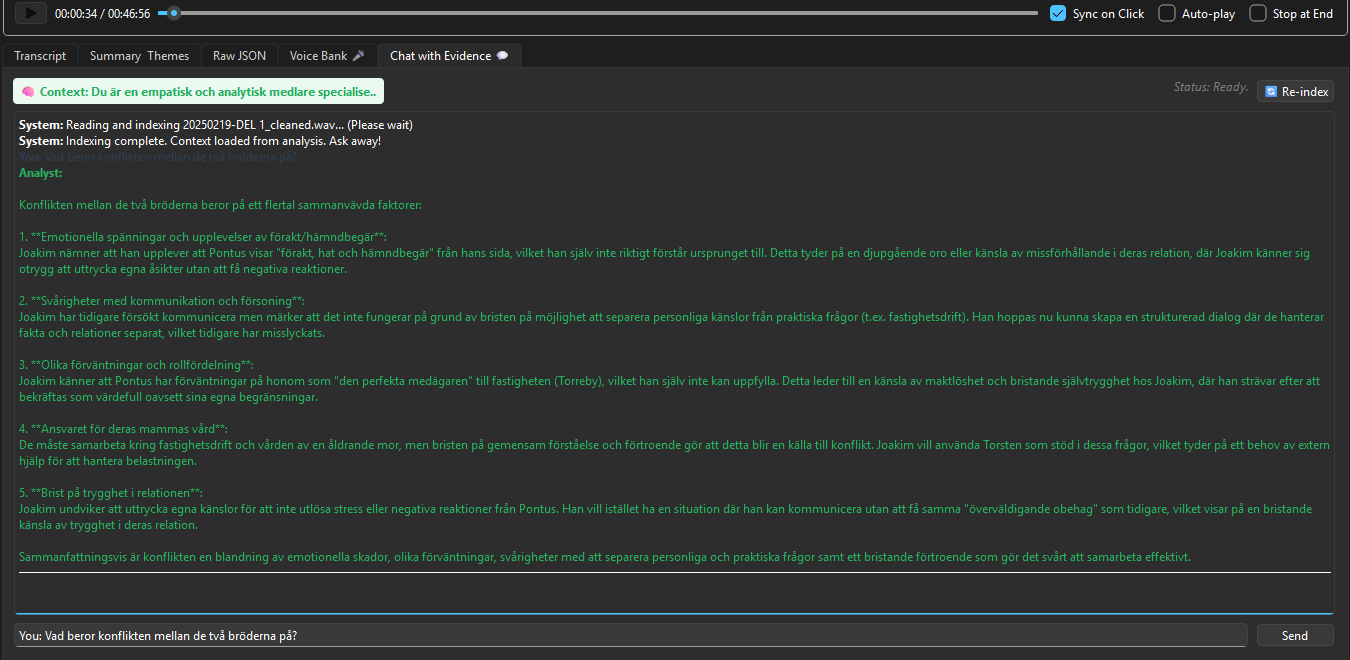 00:00:34 / 00:46:56
Sync on Click
Auto-play
Stop at End
Transcript
Summary Themes
Raw JSON
Voice Bank
Chat with Evidence
Context: Du är en empatisk och analytisk medlare specialise..
Status: Ready.
Re-index
System: Reading and indexing 20250219-DEL 1_cleaned.wav... (Please wait)
System: Indexing complete. Context loaded from analysis. Ask away!
You: Vad beror konflikten mellan de två bröderna på?
Analyst:
Konflikten mellan de två bröderna beror på ett flertal sammanvävda faktorer:
1. **Emotionella spänningar och upplevelser av förakt/hämndbegär**:
Joakim nämner att han upplever att Pontus visar "förakt, hat och hämndbegär" från hans sida, vilket han själv inte riktigt förstår ursprunget till. Detta tyder på en djupgående oro eller känsla av missförhållande i deras relation, där Joakim känner sig
otrygg att uttrycka egna åsikter utan att få negativa reaktioner.
2. **Svårigheter med kommunikation och försoning**:
Joakim har tidigare försökt kommunicera men märker att det inte fungerar på grund av bristen på möjlighet att separera personliga känslor från praktiska frågor (t.ex. fastighetsdrift). Han hoppas nu kunna skapa en strukturerad dialog där de hanterar
fakta och relationer separat, vilket tidigare har misslyckats.
3. **Olika förväntningar och rollfördelning**:
Joakim känner att Pontus har förväntningar på honom som "den perfekta medägaren" till fastigheten (Torreby), vilket han själv inte kan uppfylla. Detta leder till en känsla av maktlöshet och bristande självtrygghet hos Joakim, där han strävar efter att
bekräftas som värdefull oavsett sina egna begränsningar.
4. **Ansvaret för deras mammas vård**:
De måste samarbeta kring fastighetsdrift och vården av en åldrande mor, men bristen på gemensam förståelse och förtroende gör att detta blir en källa till konflikt. Joakim vill använda Torsten som stöd i dessa frågor, vilket tyder på ett behov av extern
hjälp för att hantera belastningen.
5. **Brist på trygghet i relationen**:
Joakim undviker att uttrycka egna känslor för att inte utlösa stress eller negativa reaktioner från Pontus. Han vill istället ha en situation där han kan kommunicera utan att få samma "överväldigande obehag" som tidigare, vilket visar på en bristande
känsla av trygghet i deras relation.
Sammanfattningsvis är konflikten en blandning av emotionella skador, olika förväntningar, svårigheter med att separera personliga och praktiska frågor samt ett bristande förtroende som gör det svårt att samarbeta effektivt.
You: Vad beror konflikten mellan de två bröderna på?
Send